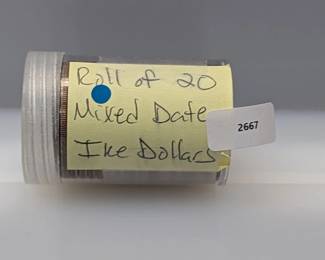 Roll of 20
Mixed Date
Ike Dollars
2667